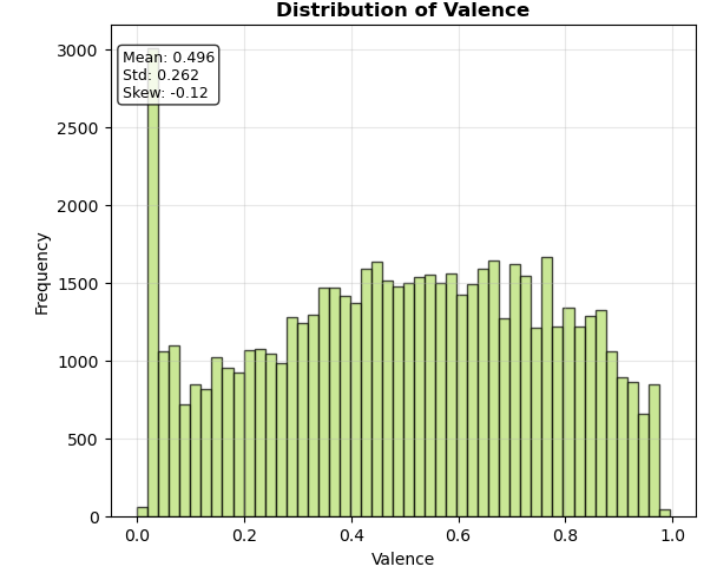 Distribution of Valence
3000
2500
2000
1500
1000
500
0
Frequency
Mean: 0.496
Std: 0.262
Skew: -0.12
0.0 0.2 0.4 0.6 0.8 1.0
Valence